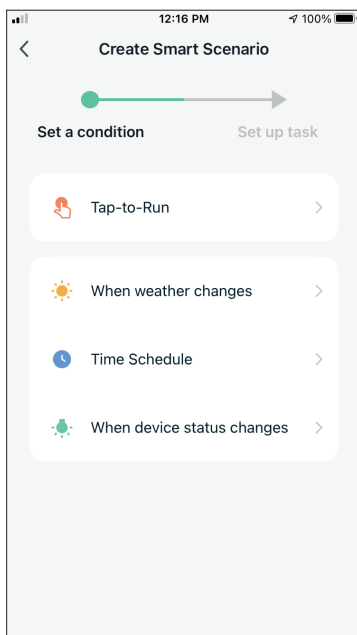 12:16 PM 100%
Create Smart Scenario
Set a condition Set up task
Tap-to-Run
When weather changes
Time Schedule
When device status changes